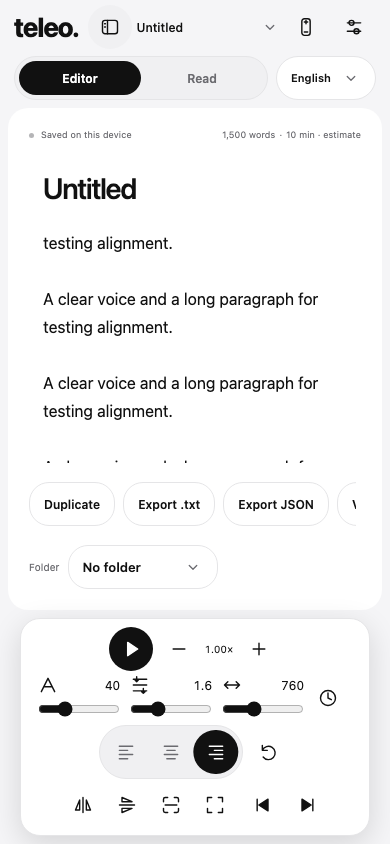 teleo.
Untitled
Editor
Read
English
Saved on this device
1,500 words · 10 min · estimate
Untitled
testing alignment.
A clear voice and a long paragraph for
testing alignment.
A clear voice and a long paragraph for
testing alignment.
Duplicate
Export .txt
Export JSON
Folder
No folder
1.00×
40
1.6
760